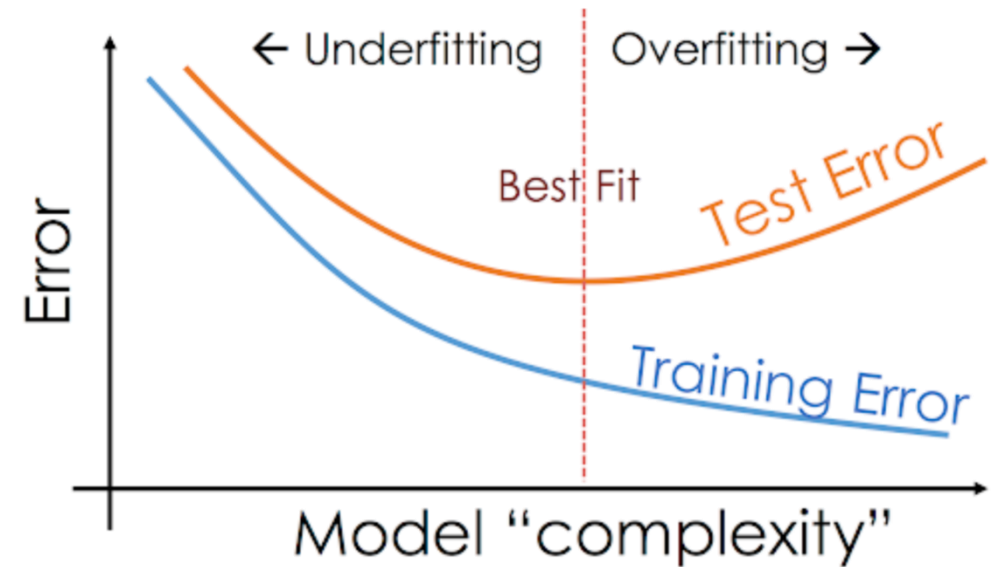 ← Underfitting Overfitting →
Best Fit
Test Error
Error
Training Error
Model “complexity”